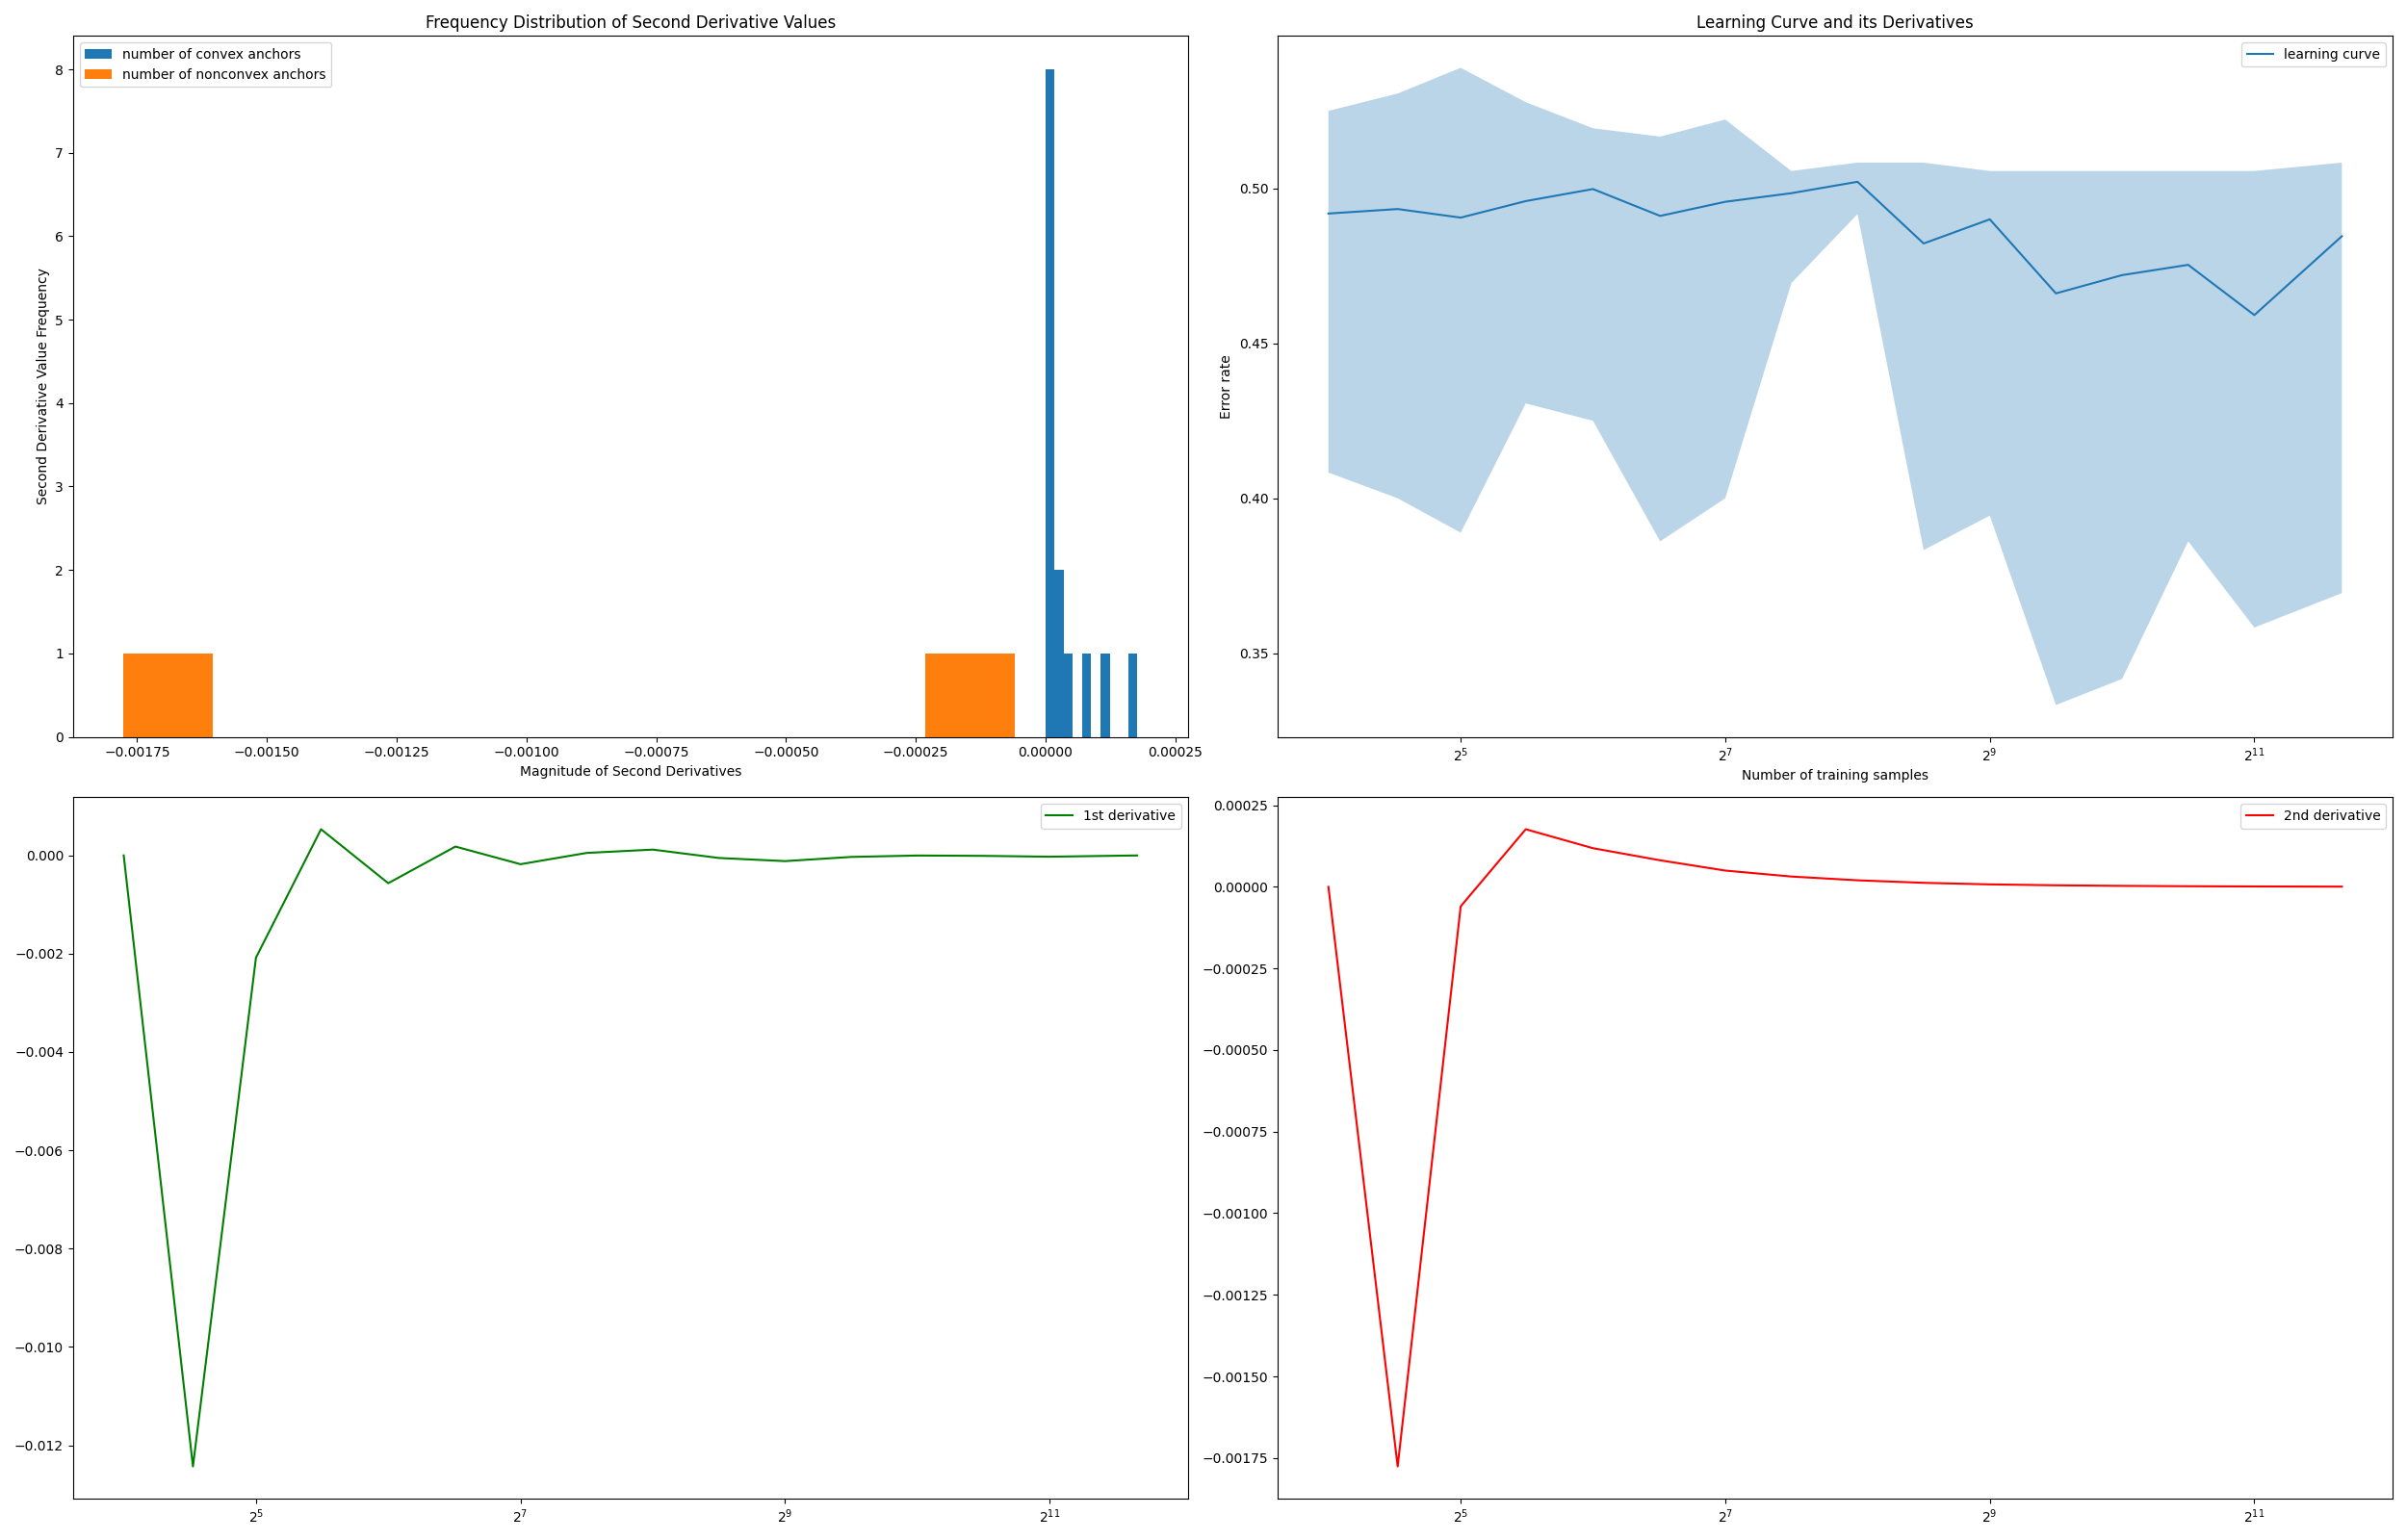 Frequency Distribution of Second Derivative Values
number of convex anchors
number of nonconvex anchors
Second Derivative Value Frequency
8
7
6
5
4
3
2
1
0
−0.00175 −0.00150 −0.00125 −0.00100 −0.00075 −0.00050 −0.00025 0.00000 0.00025
Magnitude of Second Derivatives
Learning Curve and its Derivatives
learning curve
Error rate
0.50
0.45
0.40
0.35
2^5 2^7 2^9 2^11
Number of training samples
1st derivative
0.000
−0.002
−0.004
−0.006
−0.008
−0.010
−0.012
2^5 2^7 2^9 2^11
2nd derivative
0.00025
0.00000
−0.00025
−0.00050
−0.00075
−0.00100
−0.00125
−0.00150
−0.00175
2^5 2^7 2^9 2^11